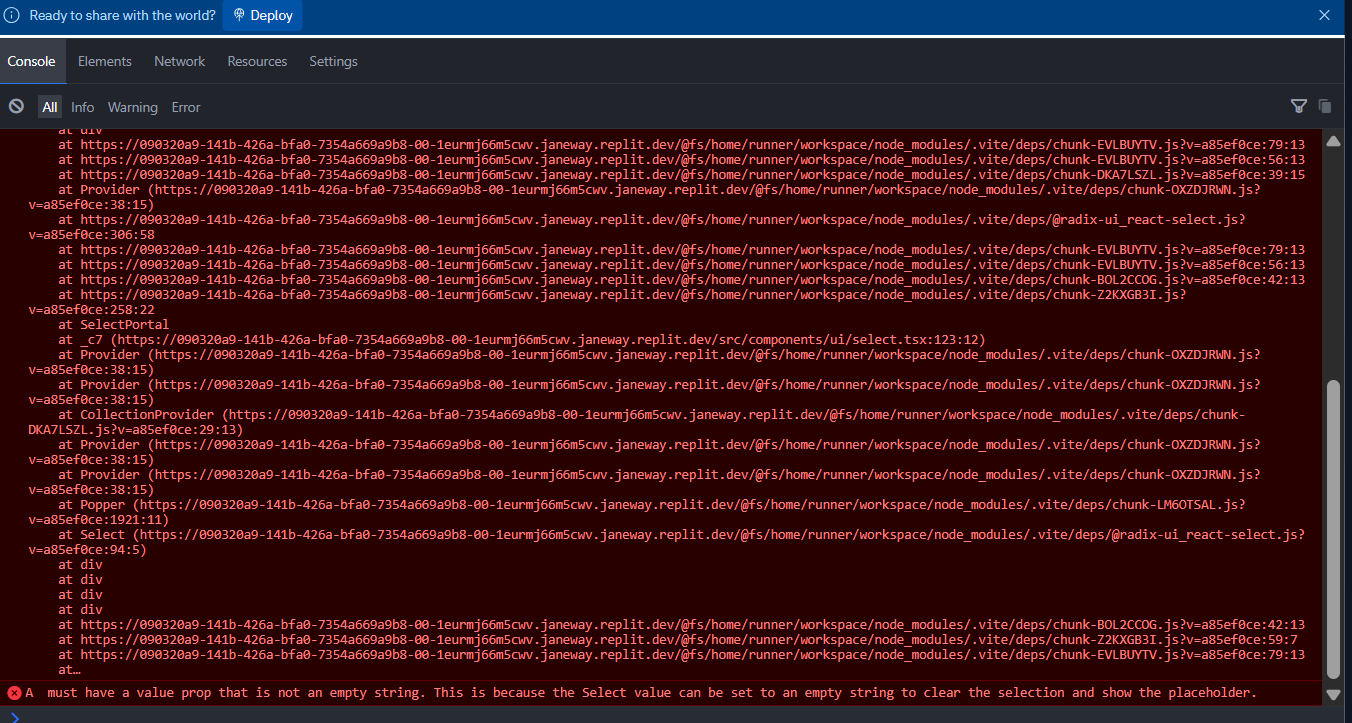 Ready to share with the world? Deploy
Console Elements Network Resources Settings
All Info Warning Error
at div
at https://090320a9-141b-426a-bfa0-7354a669a9b8-00-1eurmj66m5cwv.janeway.replit.dev/@fs/home/runner/workspace/node_modules/.vite/deps/chunk-EVLBUYTV.js?v=a85ef0ce:79:13
at https://090320a9-141b-426a-bfa0-7354a669a9b8-00-1eurmj66m5cwv.janeway.replit.dev/@fs/home/runner/workspace/node_modules/.vite/deps/chunk-EVLBUYTV.js?v=a85ef0ce:56:13
at https://090320a9-141b-426a-bfa0-7354a669a9b8-00-1eurmj66m5cwv.janeway.replit.dev/@fs/home/runner/workspace/node_modules/.vite/deps/chunk-DKA7LSZL.js?v=a85ef0ce:39:15
at Provider (https://090320a9-141b-426a-bfa0-7354a669a9b8-00-1eurmj66m5cwv.janeway.replit.dev/@fs/home/runner/workspace/node_modules/.vite/deps/chunk-OXZDJRWN.js?
v=a85ef0ce:38:15)
at https://090320a9-141b-426a-bfa0-7354a669a9b8-00-1eurmj66m5cwv.janeway.replit.dev/@fs/home/runner/workspace/node_modules/.vite/deps/@radix-ui_react-select.js?
v=a85ef0ce:306:58
at https://090320a9-141b-426a-bfa0-7354a669a9b8-00-1eurmj66m5cwv.janeway.replit.dev/@fs/home/runner/workspace/node_modules/.vite/deps/chunk-EVLBUYTV.js?v=a85ef0ce:79:13
at https://090320a9-141b-426a-bfa0-7354a669a9b8-00-1eurmj66m5cwv.janeway.replit.dev/@fs/home/runner/workspace/node_modules/.vite/deps/chunk-EVLBUYTV.js?v=a85ef0ce:56:13
at https://090320a9-141b-426a-bfa0-7354a669a9b8-00-1eurmj66m5cwv.janeway.replit.dev/@fs/home/runner/workspace/node_modules/.vite/deps/chunk-BOL2CCOG.js?v=a85ef0ce:42:13
at https://090320a9-141b-426a-bfa0-7354a669a9b8-00-1eurmj66m5cwv.janeway.replit.dev/@fs/home/runner/workspace/node_modules/.vite/deps/chunk-Z2KXGB3I.js?
v=a85ef0ce:258:22
at SelectPortal
at _c7 (https://090320a9-141b-426a-bfa0-7354a669a9b8-00-1eurmj66m5cwv.janeway.replit.dev/src/components/ui/select.tsx:123:12)
at Provider (https://090320a9-141b-426a-bfa0-7354a669a9b8-00-1eurmj66m5cwv.janeway.replit.dev/@fs/home/runner/workspace/node_modules/.vite/deps/chunk-OXZDJRWN.js?
v=a85ef0ce:38:15)
at Provider (https://090320a9-141b-426a-bfa0-7354a669a9b8-00-1eurmj66m5cwv.janeway.replit.dev/@fs/home/runner/workspace/node_modules/.vite/deps/chunk-OXZDJRWN.js?
v=a85ef0ce:38:15)
at CollectionProvider (https://090320a9-141b-426a-bfa0-7354a669a9b8-00-1eurmj66m5cwv.janeway.replit.dev/@fs/home/runner/workspace/node_modules/.vite/deps/chunk-
DKA7LSZL.js?v=a85ef0ce:29:13)
at Provider (https://090320a9-141b-426a-bfa0-7354a669a9b8-00-1eurmj66m5cwv.janeway.replit.dev/@fs/home/runner/workspace/node_modules/.vite/deps/chunk-OXZDJRWN.js?
v=a85ef0ce:38:15)
at Provider (https://090320a9-141b-426a-bfa0-7354a669a9b8-00-1eurmj66m5cwv.janeway.replit.dev/@fs/home/runner/workspace/node_modules/.vite/deps/chunk-OXZDJRWN.js?
v=a85ef0ce:38:15)
at Popper (https://090320a9-141b-426a-bfa0-7354a669a9b8-00-1eurmj66m5cwv.janeway.replit.dev/@fs/home/runner/workspace/node_modules/.vite/deps/chunk-LM6OTSAL.js?
v=a85ef0ce:1921:11)
at Select (https://090320a9-141b-426a-bfa0-7354a669a9b8-00-1eurmj66m5cwv.janeway.replit.dev/@fs/home/runner/workspace/node_modules/.vite/deps/@radix-ui_react-select.js?
v=a85ef0ce:94:5)
at div
at div
at div
at div
at https://090320a9-141b-426a-bfa0-7354a669a9b8-00-1eurmj66m5cwv.janeway.replit.dev/@fs/home/runner/workspace/node_modules/.vite/deps/chunk-BOL2CCOG.js?v=a85ef0ce:42:13
at https://090320a9-141b-426a-bfa0-7354a669a9b8-00-1eurmj66m5cwv.janeway.replit.dev/@fs/home/runner/workspace/node_modules/.vite/deps/chunk-Z2KXGB3I.js?v=a85ef0ce:59:7
at https://090320a9-141b-426a-bfa0-7354a669a9b8-00-1eurmj66m5cwv.janeway.replit.dev/@fs/home/runner/workspace/node_modules/.vite/deps/chunk-EVLBUYTV.js?v=a85ef0ce:79:13
at…
A must have a value prop that is not an empty string. This is because the Select value can be set to an empty string to clear the selection and show the placeholder.